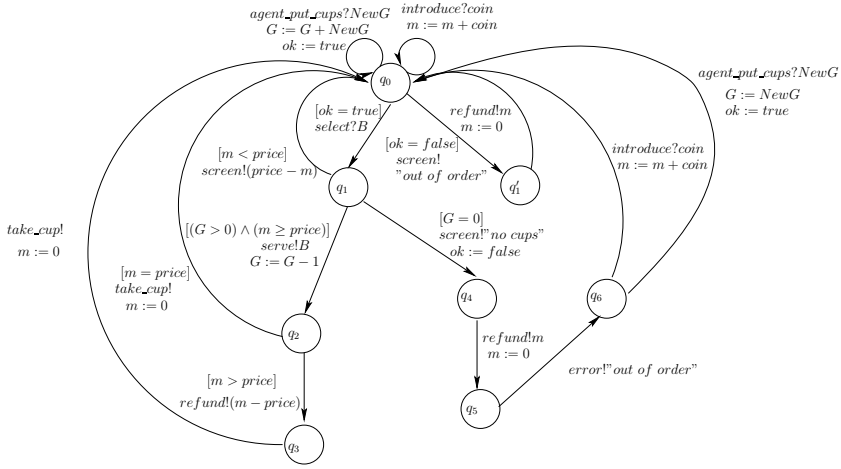 agent_put_cups?NewG
G := G + NewG
ok := true
introduce?coin
m := m + coin
agent_put_cups?NewG
G := NewG
ok := true
q0
[ok = true]
select?B
refund!m
m := 0
[ok = false]
screen!
"out of order"
[m < price]
screen!(price − m)
introduce?coin
m := m + coin
q1
q′1
take_cup!
m := 0
[(G > 0) ∧ (m ≥ price)]
serve!B
G := G − 1
[G = 0]
screen!"no cups"
ok := false
[m = price]
take_cup!
m := 0
q4
q6
q2
refund!m
m := 0
error!"out of order"
[m > price]
refund!(m − price)
q5
q3